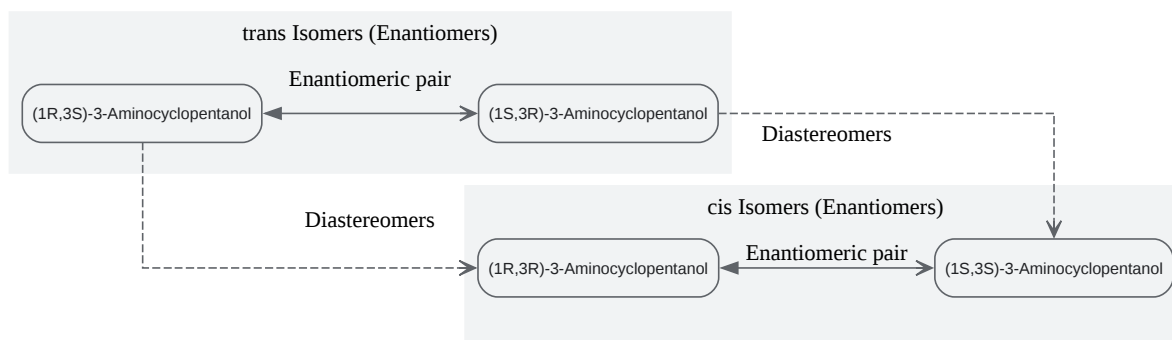 trans Isomers (Enantiomers)
Enantiomeric pair
(1R,3S)-3-Aminocyclopentanol
(1S,3R)-3-Aminocyclopentanol
Diastereomers
cis Isomers (Enantiomers)
Diastereomers
Enantiomeric pair
(1R,3R)-3-Aminocyclopentanol
(1S,3S)-3-Aminocyclopentanol